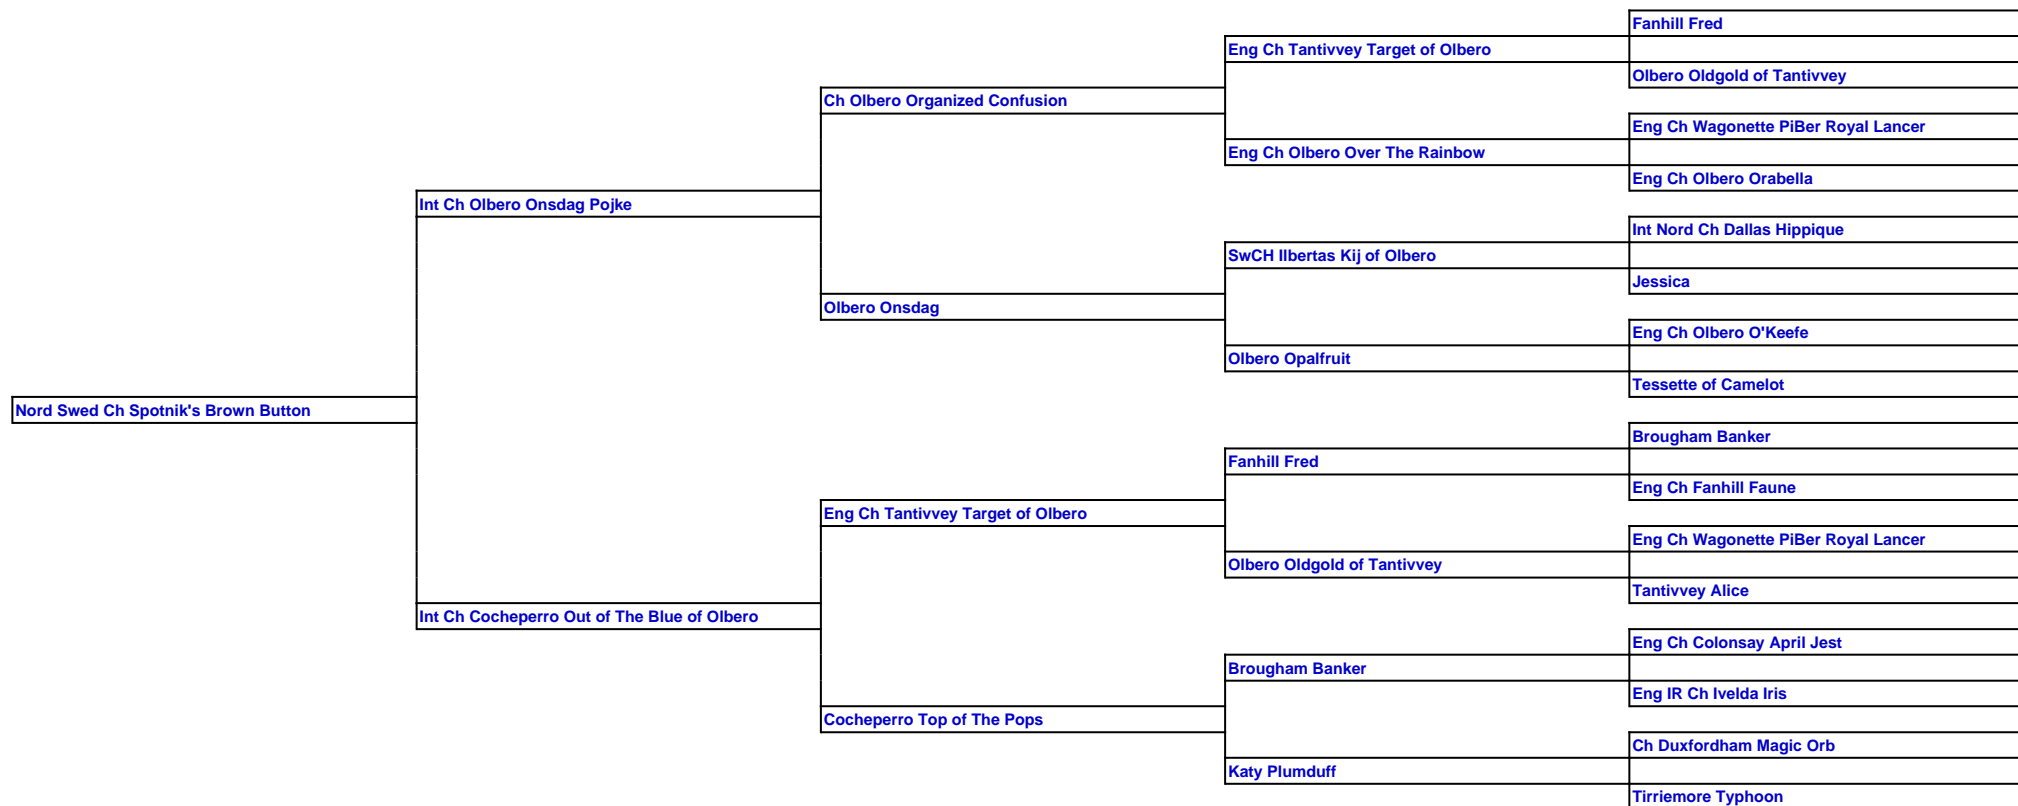 Fanhill Fred
Eng Ch Tantivvey Target of Olbero
Olbero Oldgold of Tantivvey
Ch Olbero Organized Confusion
Eng Ch Wagonette PiBer Royal Lancer
Eng Ch Olbero Over The Rainbow
Eng Ch Olbero Orabella
Int Ch Olbero Onsdag Pojke
Int Nord Ch Dallas Hippique
SwCH Ilbertas Kij of Olbero
Jessica
Olbero Onsdag
Eng Ch Olbero O'Keefe
Olbero Opalfruit
Tessette of Camelot
Nord Swed Ch Spotnik's Brown Button
Brougham Banker
Fanhill Fred
Eng Ch Fanhill Faune
Eng Ch Tantivvey Target of Olbero
Eng Ch Wagonette PiBer Royal Lancer
Olbero Oldgold of Tantivvey
Tantivvey Alice
Int Ch Cocheperro Out of The Blue of Olbero
Eng Ch Colonsay April Jest
Brougham Banker
Eng IR Ch Ivelda Iris
Cocheperro Top of The Pops
Ch Duxfordham Magic Orb
Katy Plumduff
Tirriemore Typhoon